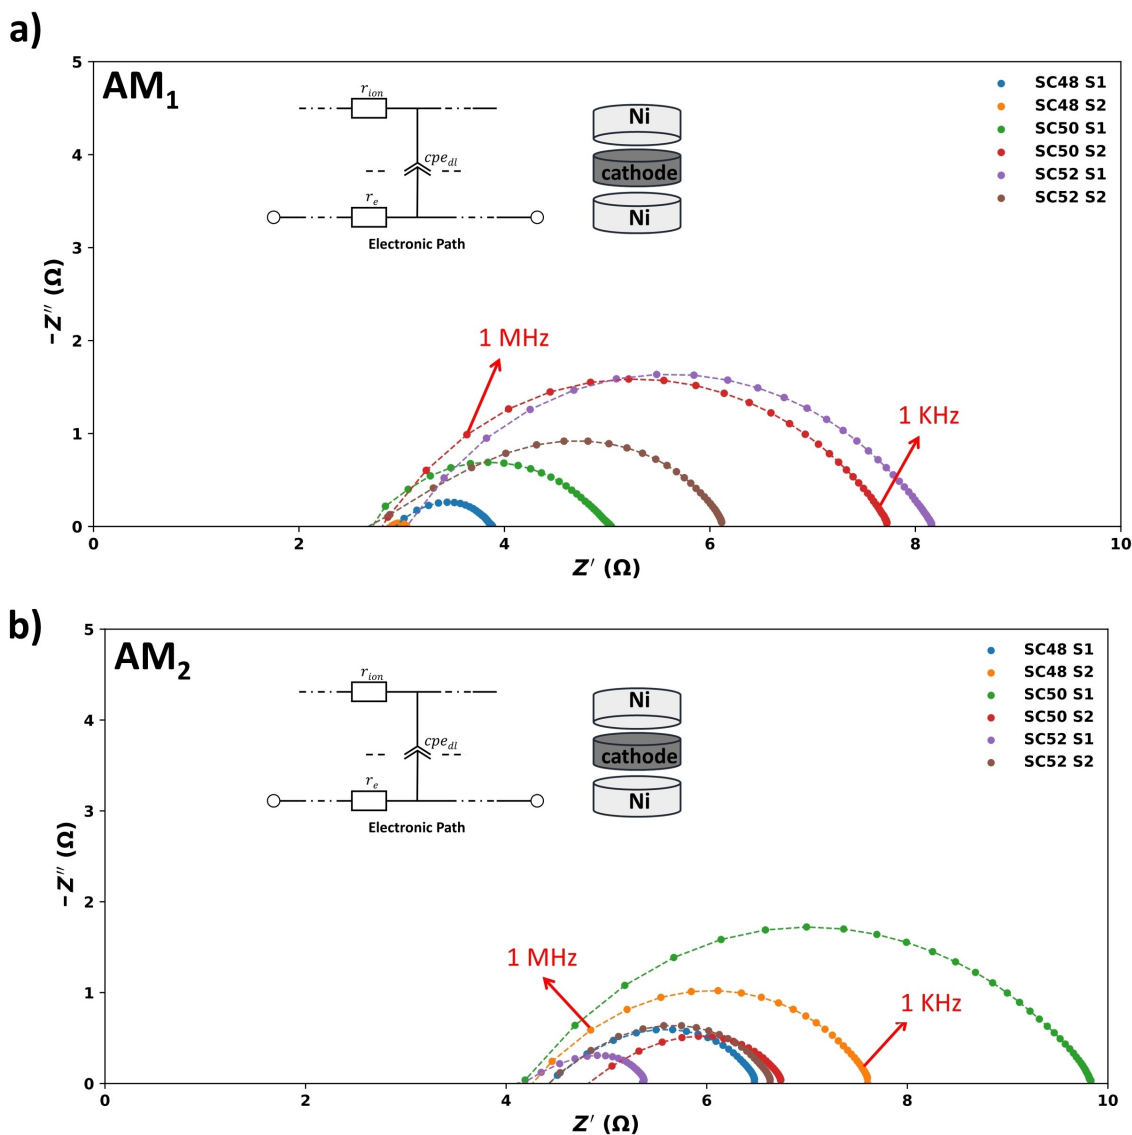 a)
AM₁
5
4
3
2
1
0
−Z′′ (Ω)
r_ion
cpe_dl
r_e
Electronic Path
Ni
cathode
Ni
SC48 S1
SC48 S2
SC50 S1
SC50 S2
SC52 S1
SC52 S2
1 MHz
1 KHz
0 2 4 6 8 10
Z′ (Ω)
b)
AM₂
5
4
3
2
1
0
−Z′′ (Ω)
r_ion
cpe_dl
r_e
Electronic Path
Ni
cathode
Ni
SC48 S1
SC48 S2
SC50 S1
SC50 S2
SC52 S1
SC52 S2
1 MHz
1 KHz
0 2 4 6 8 10
Z′ (Ω)